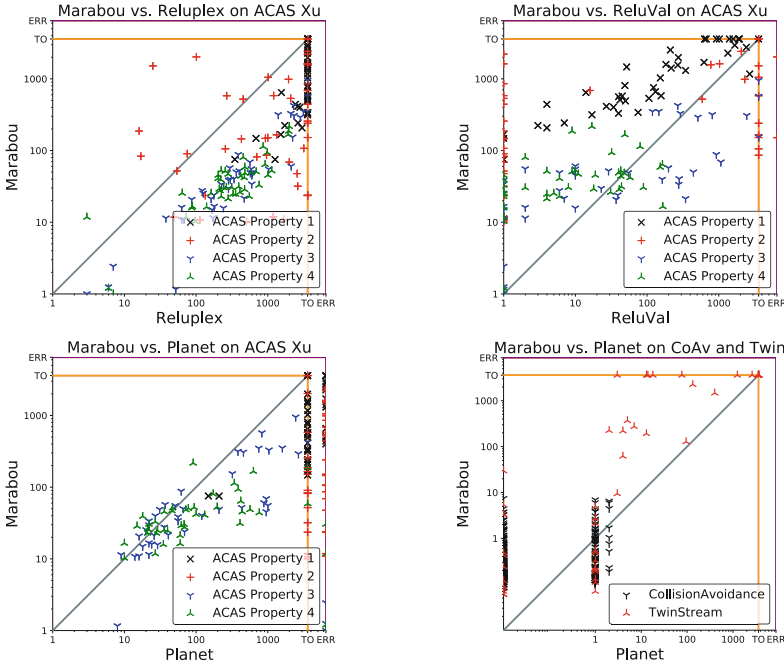 Marabou vs. Reluplex on ACAS Xu
ERR
TO
1000
100
10
1
Marabou
ACAS Property 1
ACAS Property 2
ACAS Property 3
ACAS Property 4
1 10 100 1000 TO ERR
Reluplex
Marabou vs. ReluVal on ACAS Xu
ERR
TO
1000
100
10
1
Marabou
ACAS Property 1
ACAS Property 2
ACAS Property 3
ACAS Property 4
1 10 100 1000 TO ERR
ReluVal
Marabou vs. Planet on ACAS Xu
ERR
TO
1000
100
10
1
Marabou
ACAS Property 1
ACAS Property 2
ACAS Property 3
ACAS Property 4
1 10 100 1000 TO ERR
Planet
Marabou vs. Planet on CoAv and Twin
ERR
TO
1000
100
10
1
Marabou
CollisionAvoidance
TwinStream
1 10 100 1000 TO ERR
Planet